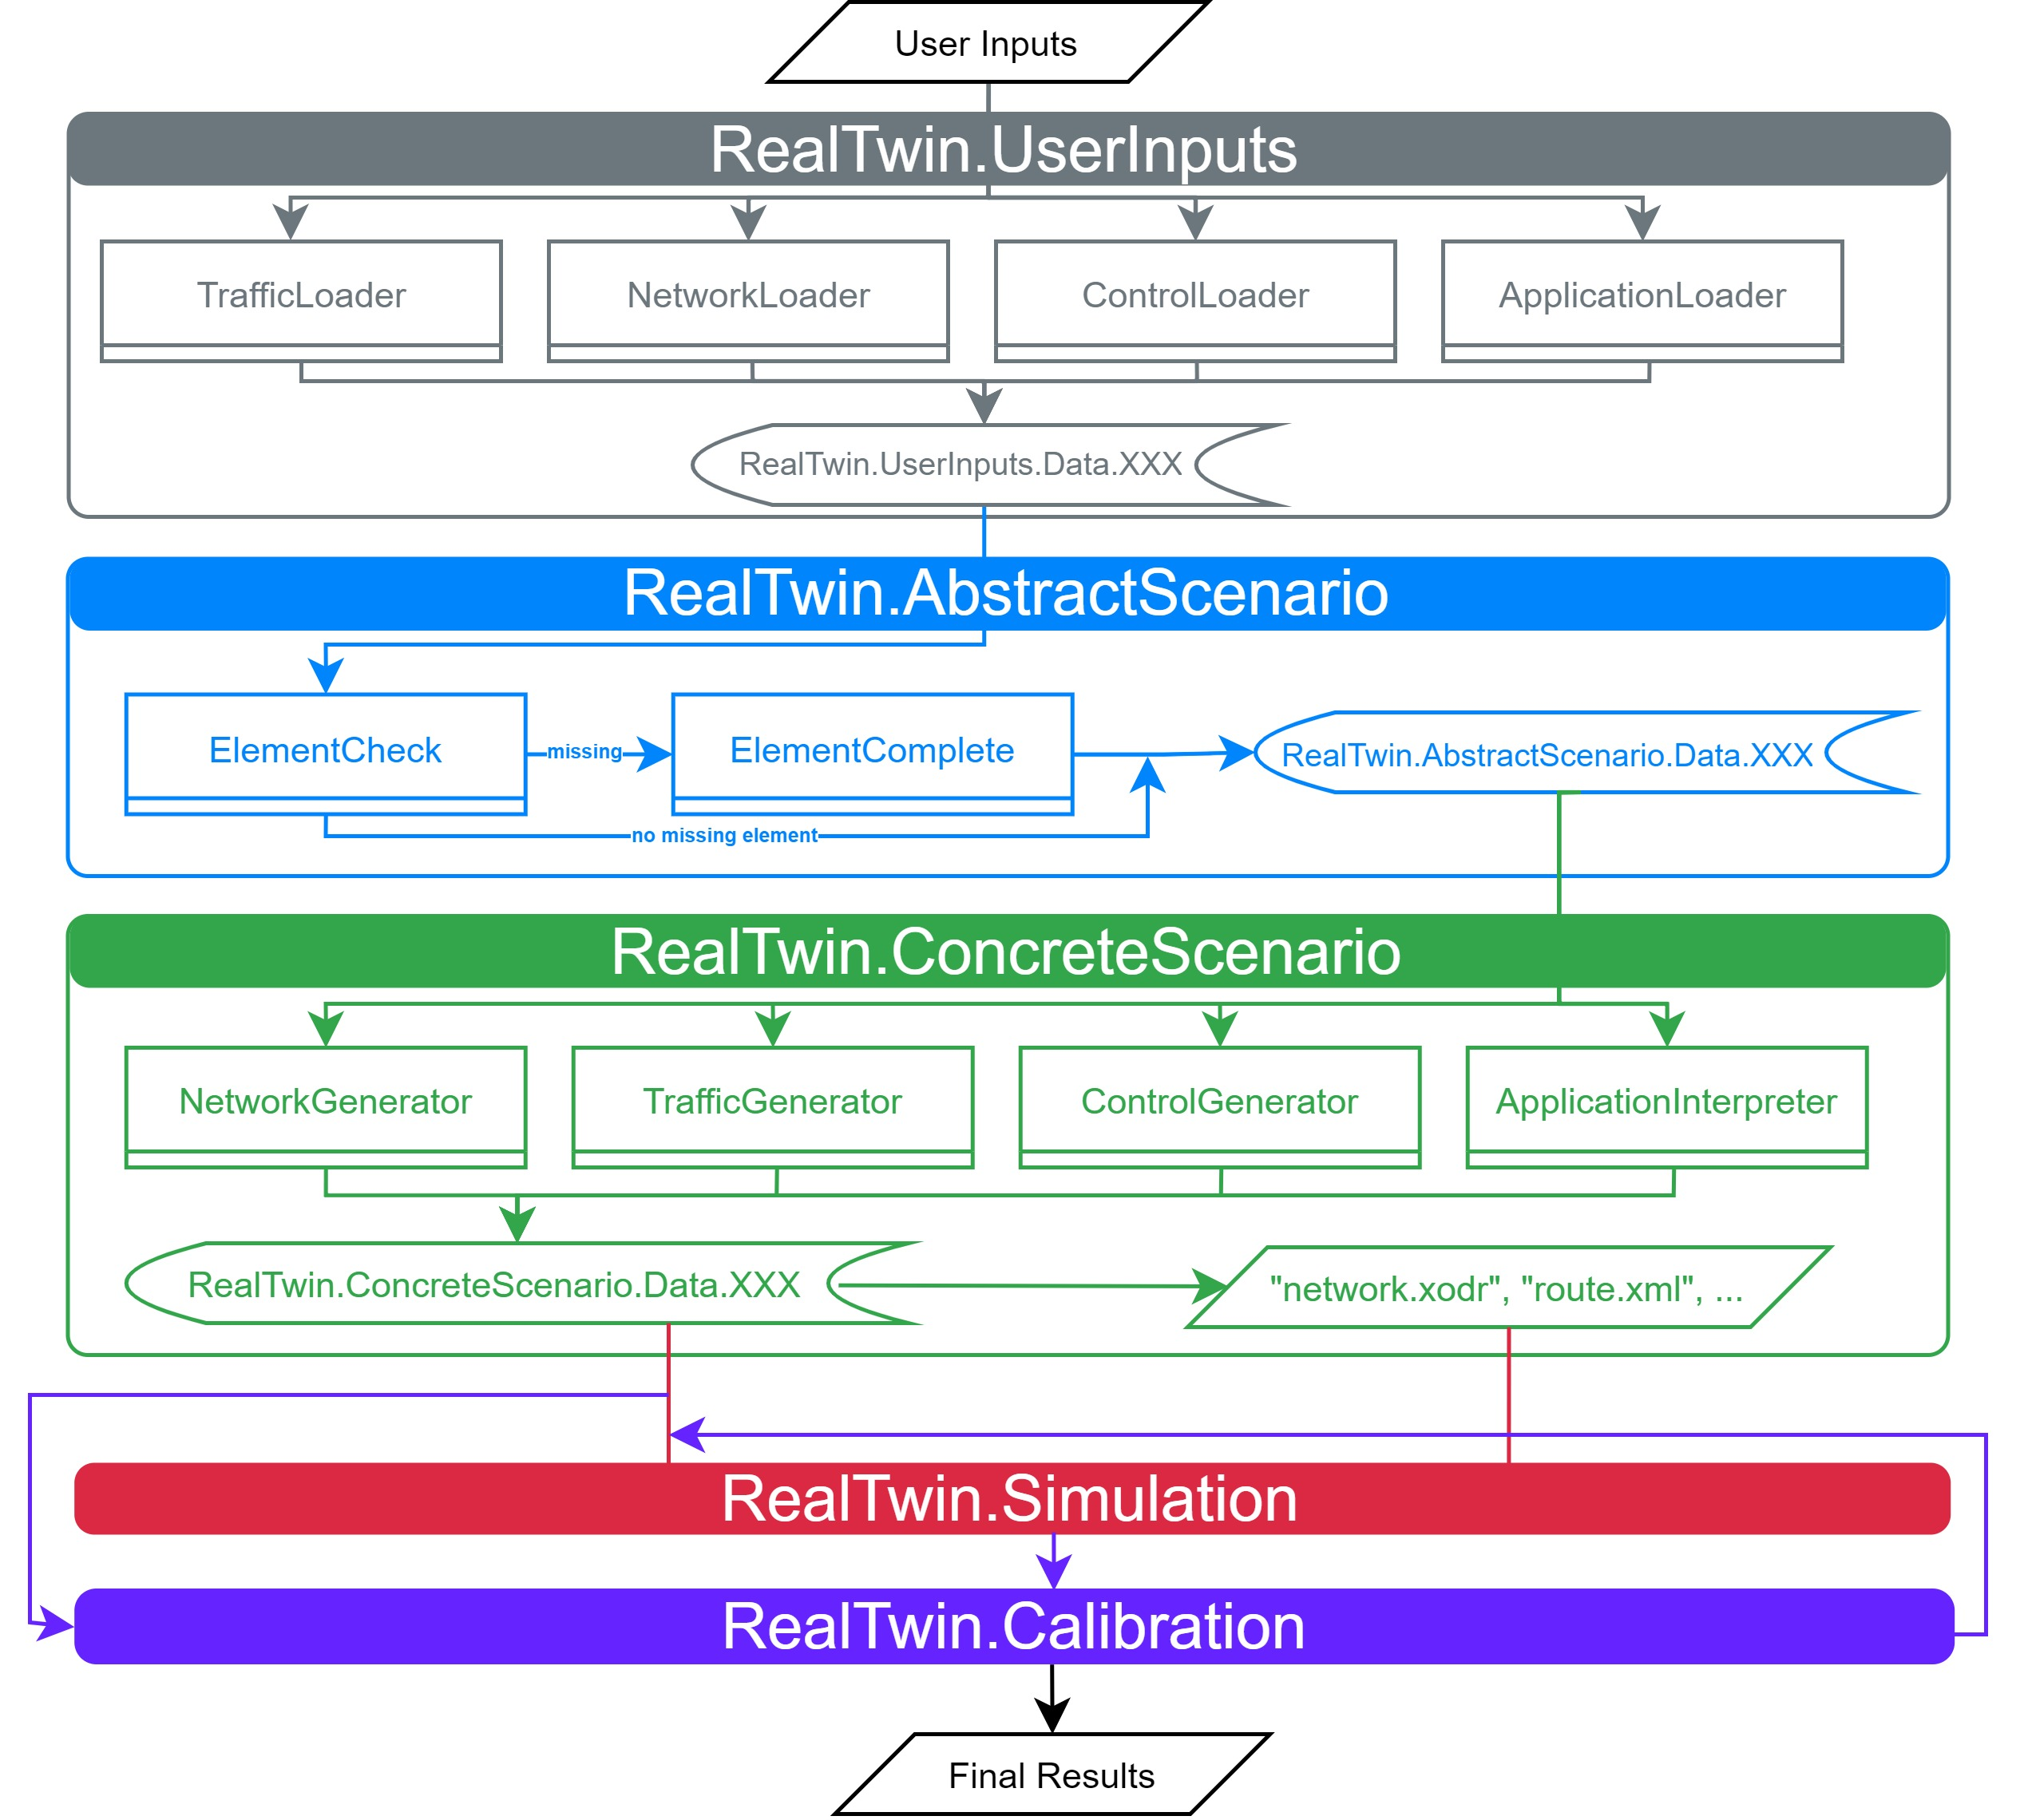 User Inputs
RealTwin.UserInputs
TrafficLoader
NetworkLoader
ControlLoader
ApplicationLoader
RealTwin.UserInputs.Data.XXX
RealTwin.AbstractScenario
ElementCheck
missing
ElementComplete
RealTwin.AbstractScenario.Data.XXX
no missing element
RealTwin.ConcreteScenario
NetworkGenerator
TrafficGenerator
ControlGenerator
ApplicationInterpreter
RealTwin.ConcreteScenario.Data.XXX
"network.xodr", "route.xml", ...
RealTwin.Simulation
RealTwin.Calibration
Final Results